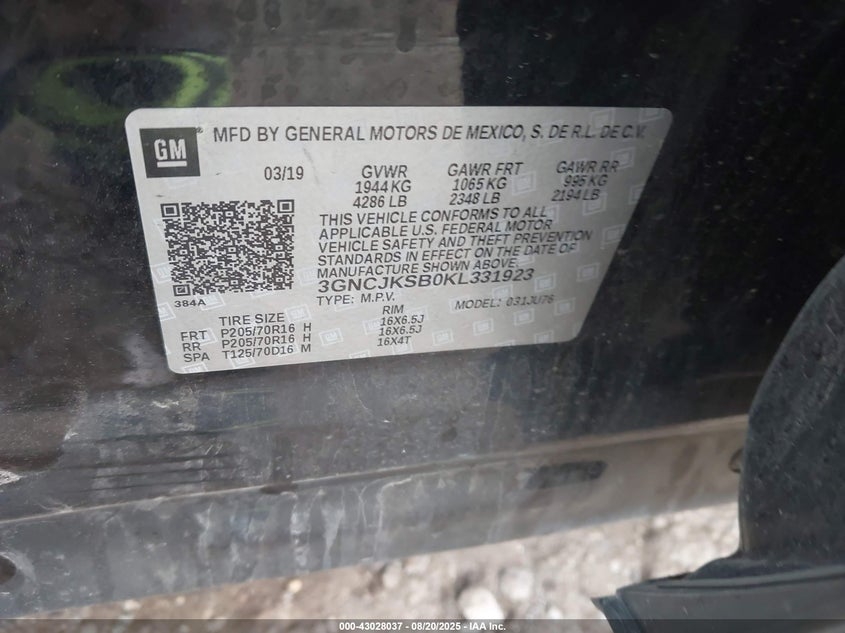 GM
MFD BY GENERAL MOTORS DE MEXICO, S. DE R.L. DE C.V.
03/19 GVWR GAWR FRT GAWR RR
1944 KG 1065 KG 995 KG
4286 LB 2348 LB 2194 LB
THIS VEHICLE CONFORMS TO ALL
APPLICABLE U.S. FEDERAL MOTOR
VEHICLE SAFETY AND THEFT PREVENTION
STANDARDS IN EFFECT ON THE DATE OF
MANUFACTURE SHOWN ABOVE.
3GNCJKSB0KL331923
384A
TYPE: M.P.V. MODEL: 031JU76
TIRE SIZE RIM
FRT P205/70R16 H 16X6.5J
RR P205/70R16 H 16X6.5J
SPA T125/70D16 M 16X4T
000-43028037 - 08/20/2025 - IAA Inc.